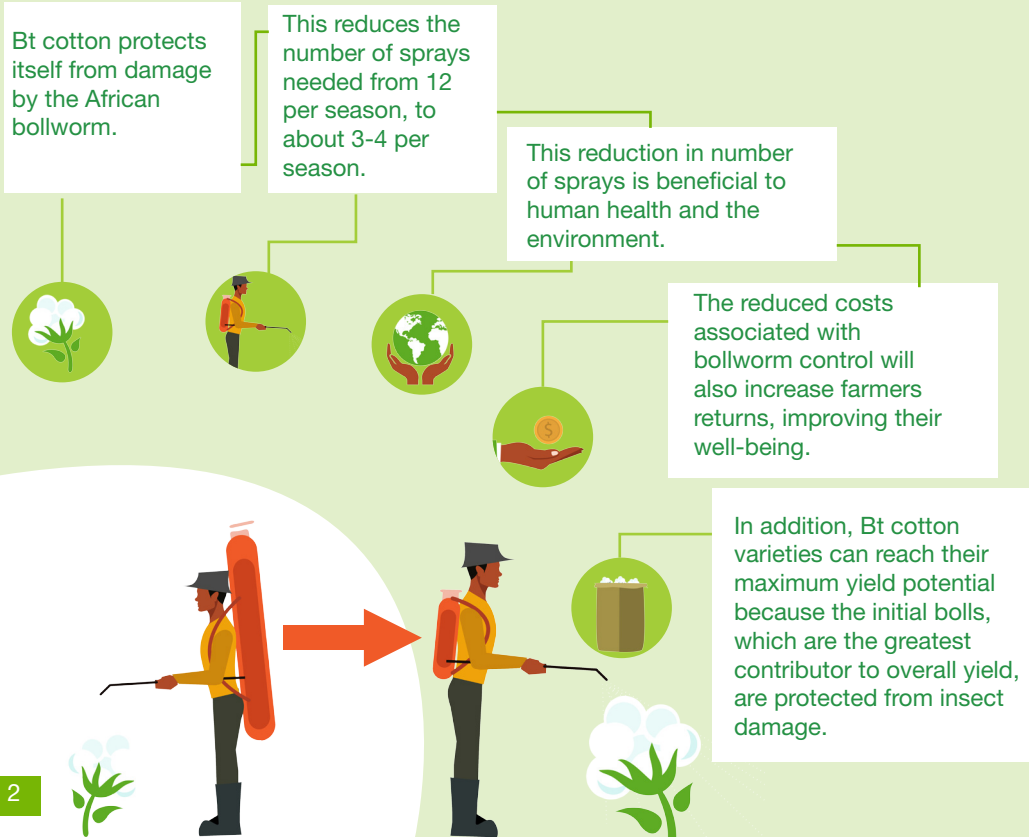 Bt cotton protects
itself from damage
by the African
bollworm.
This reduces the
number of sprays
needed from 12
per season, to
about 3-4 per
season.
This reduction in number
of sprays is beneficial to
human health and the
environment.
The reduced costs
associated with
bollworm control will
also increase farmers
returns, improving their
well-being.
$
In addition, Bt cotton
varieties can reach their
maximum yield potential
because the initial bolls,
which are the greatest
contributor to overall yield,
are protected from insect
damage.
2